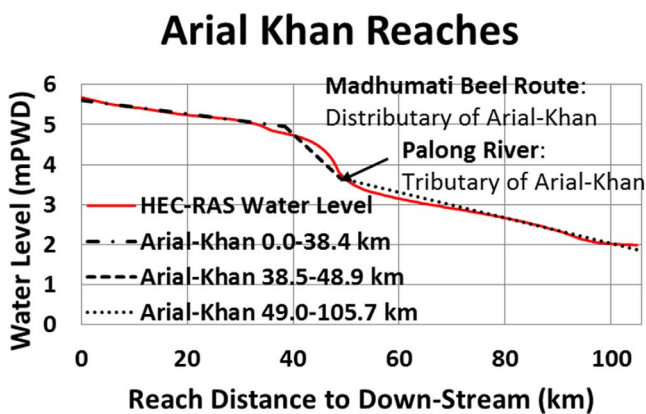 Arial Khan Reaches
Water Level (mPWD)
6
5
4
3
2
1
0
Madhumati Beel Route:
Distributary of Arial-Khan
Palong River:
Tributary of Arial-Khan
HEC-RAS Water Level
Arial-Khan 0.0-38.4 km
Arial-Khan 38.5-48.9 km
Arial-Khan 49.0-105.7 km
0 20 40 60 80 100
Reach Distance to Down-Stream (km)